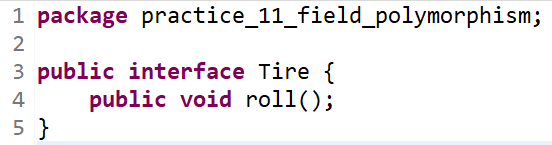 1 package practice_11_field_polymorphism;
2
3 public interface Tire {
4     public void roll();
5 }